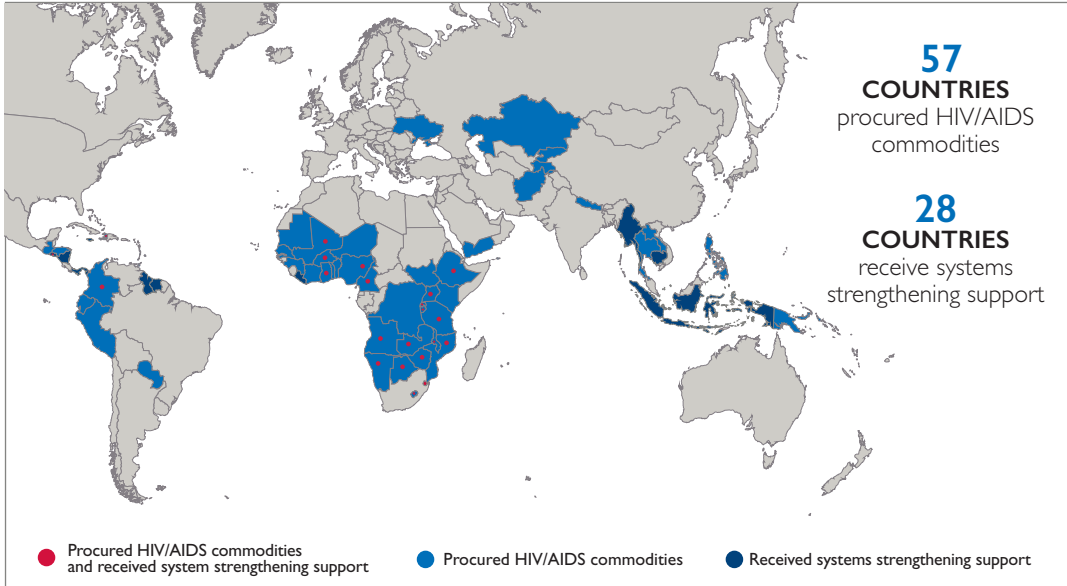 57
COUNTRIES
procured HIV/AIDS
commodities
28
COUNTRIES
receive systems
strengthening support
Procured HIV/AIDS commodities
and received system strengthening support
Procured HIV/AIDS commodities
Received systems strengthening support